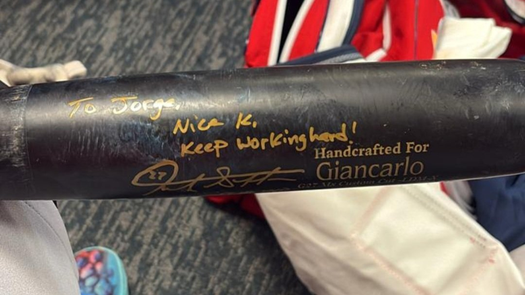 To Jorge,
Nice K.
Keep working hard!
27
Handcrafted For
Giancarlo